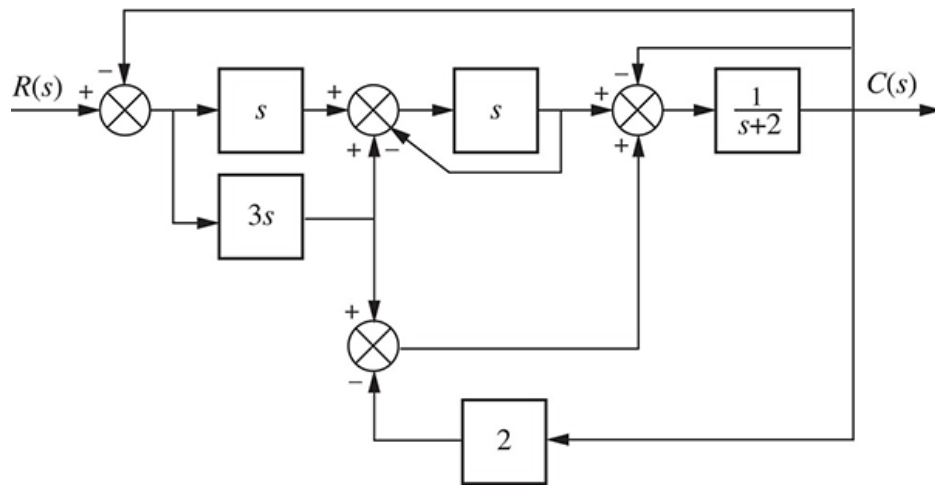 −
R(s) + + − + − C(s)
s s 1
s+2
+ − +
3s
+
−
2